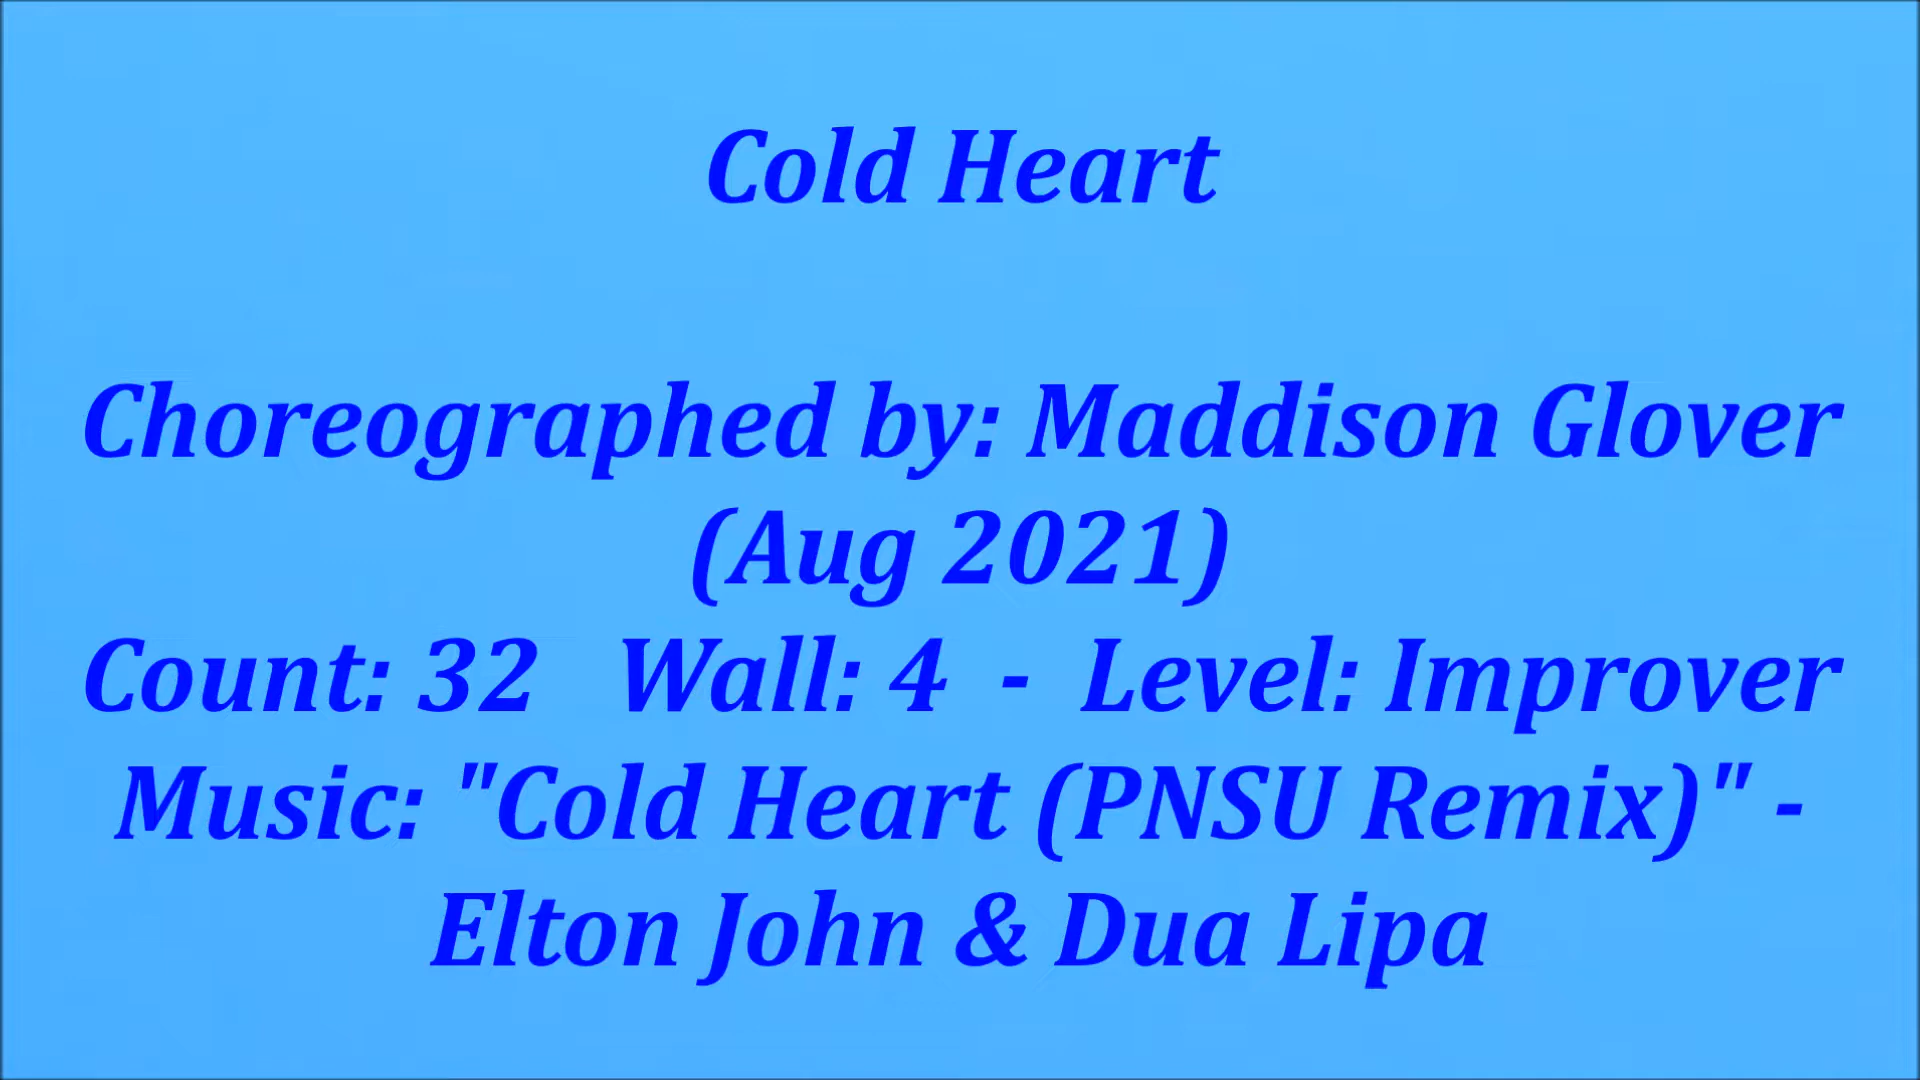 Cold Heart
Choreographed by: Maddison Glover
(Aug 2021)
Count: 32   Wall: 4  -  Level: Improver
Music: "Cold Heart (PNSU Remix)" -
Elton John & Dua Lipa